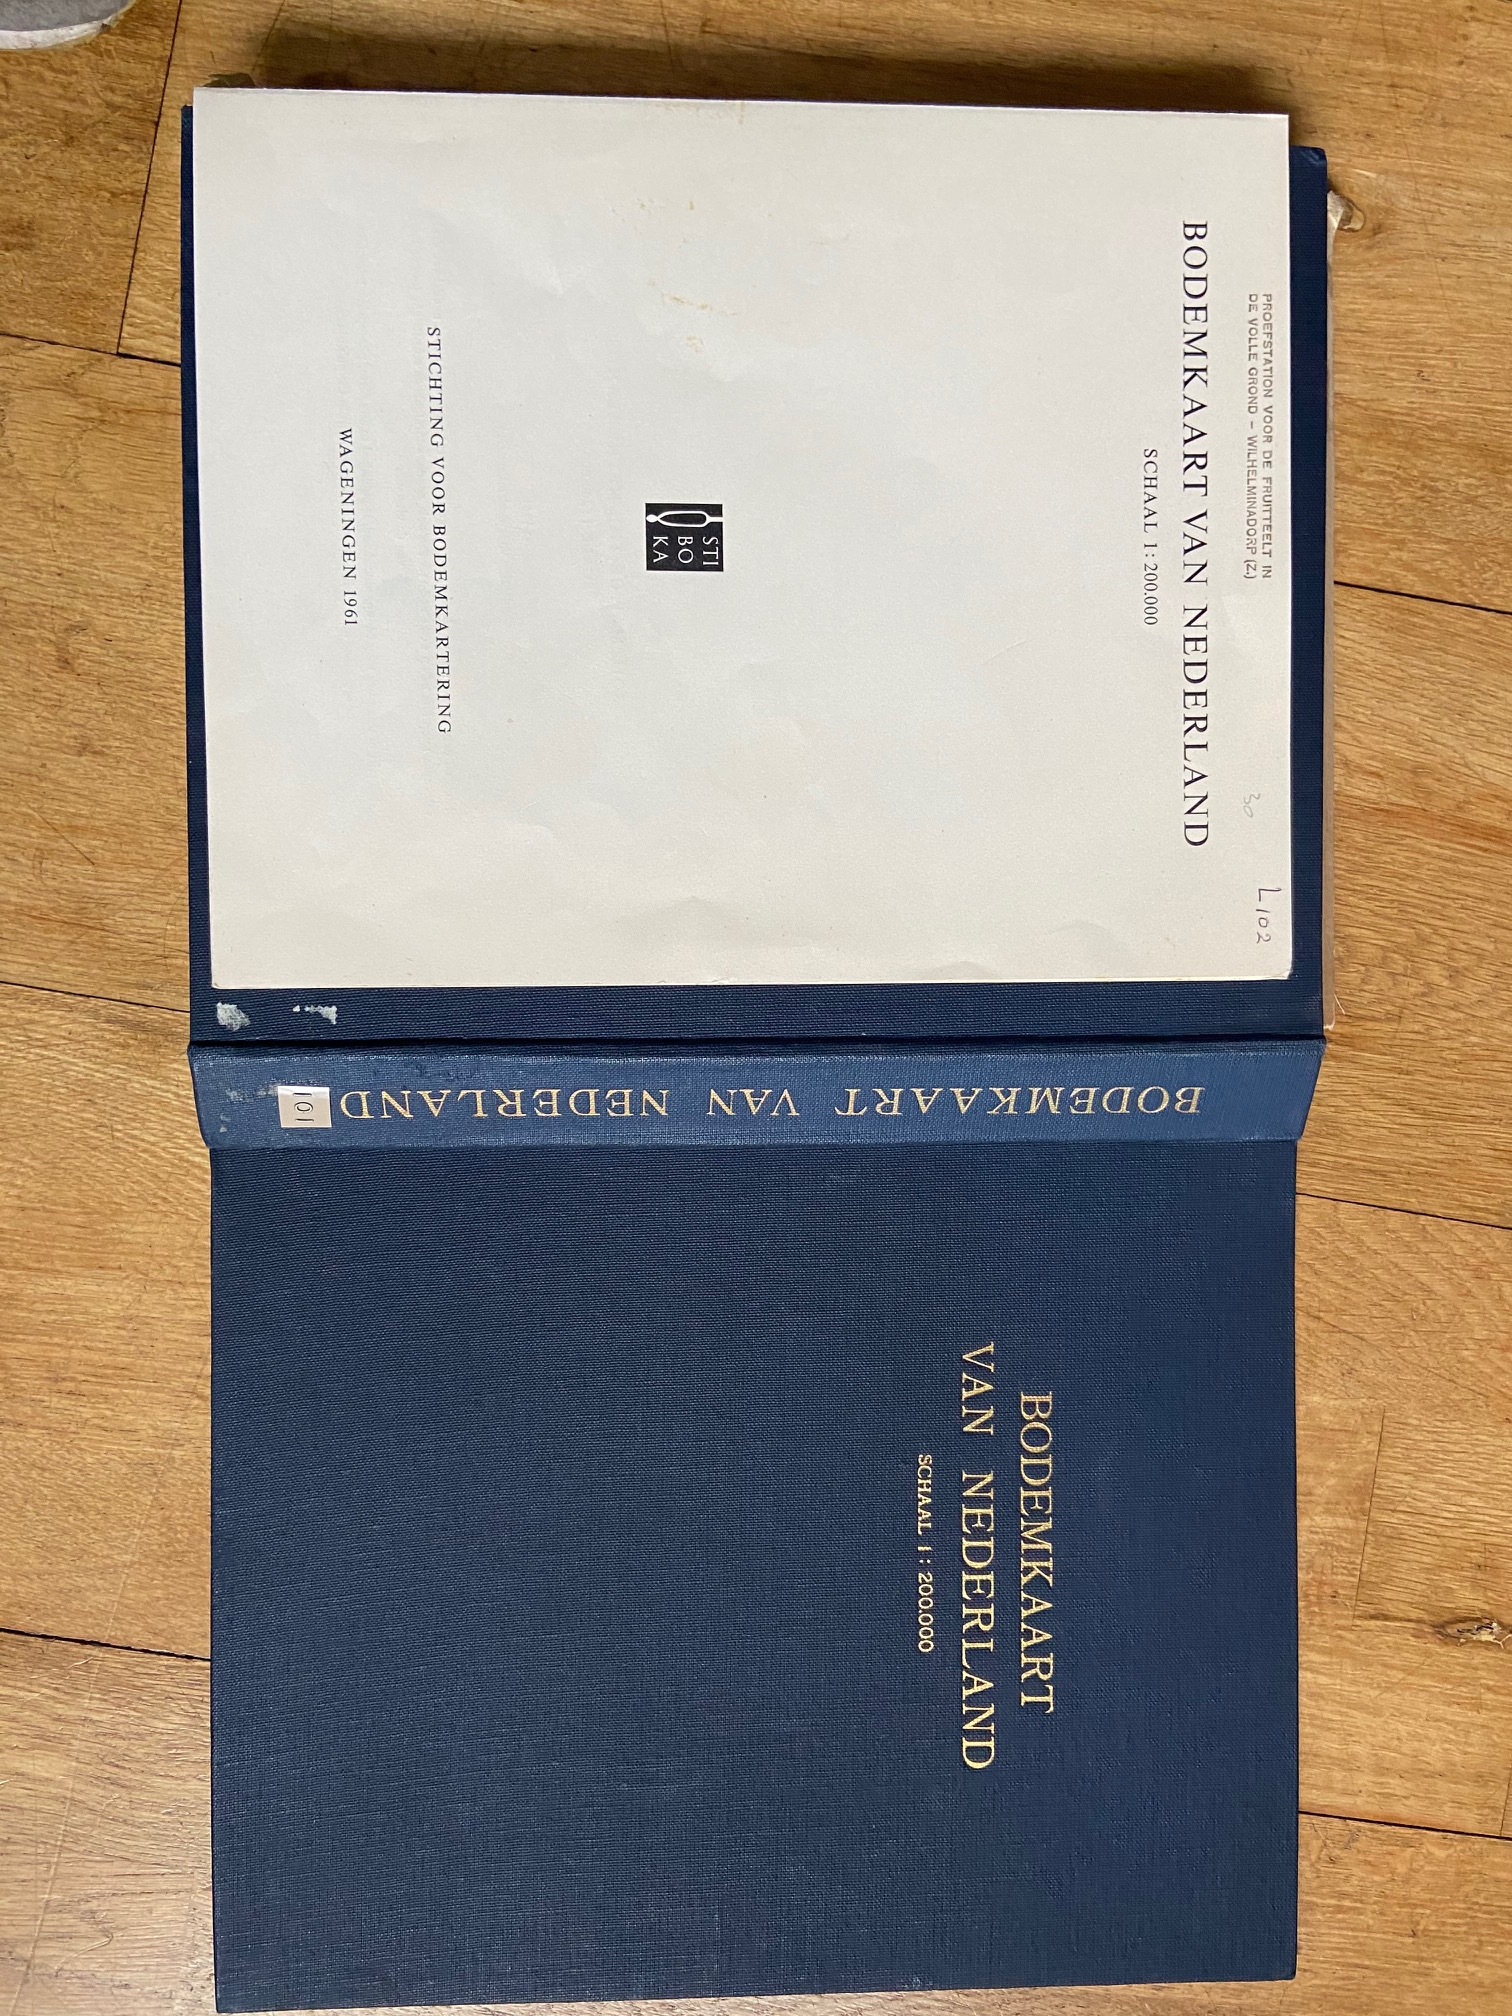 PROEFSTATION VOOR DE FRUITTEELT IN
DE VOLLE GROND – WILHELMINADORP (Z.)
30
L 102
BODEMKAART VAN NEDERLAND
SCHAAL 1:200.000
STI
BO
KA
STICHTING VOOR BODEMKARTERING
WAGENINGEN 1961
BODEMKAART VAN NEDERLAND
101
BODEMKAART
VAN NEDERLAND
SCHAAL 1:200.000